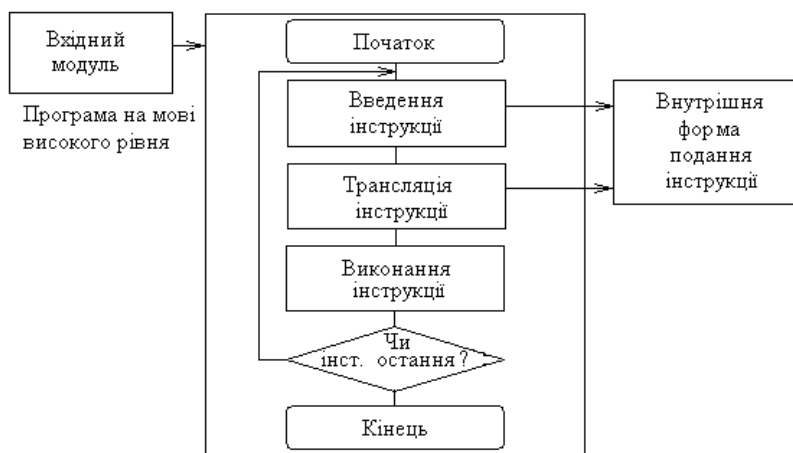 Вхідний
модуль
Програма на мові
високого рівня
Початок
Введення
інструкції
Трансляція
інструкції
Виконання
інструкції
Чи
інст. остання?
Кінець
Внутрішня
форма
подання
інструкції